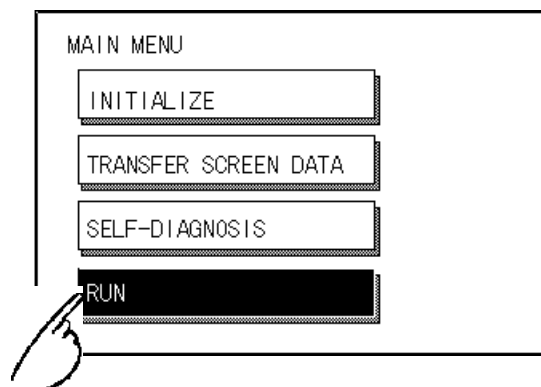 MAIN MENU
INITIALIZE
TRANSFER SCREEN DATA
SELF-DIAGNOSIS
RUN